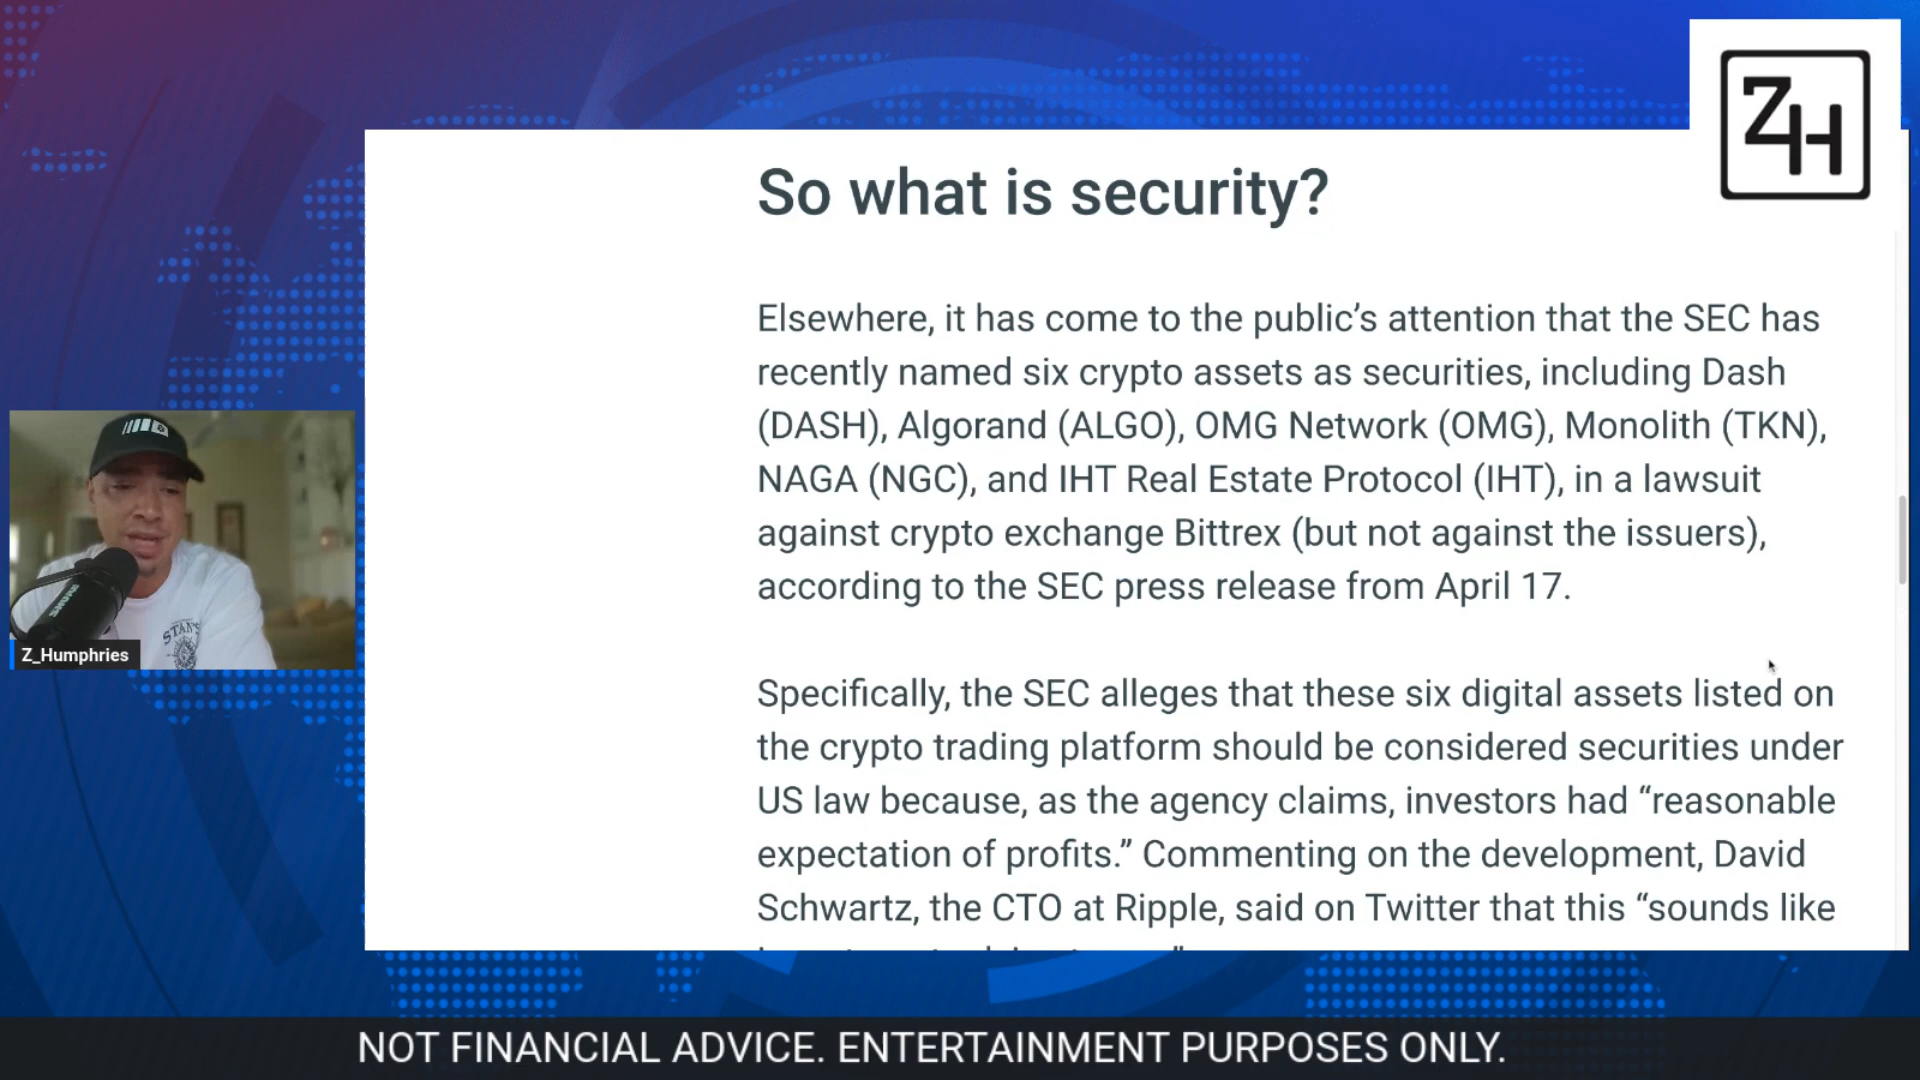 ZH
So what is security?
Elsewhere, it has come to the public’s attention that the SEC has
recently named six crypto assets as securities, including Dash
(DASH), Algorand (ALGO), OMG Network (OMG), Monolith (TKN),
NAGA (NGC), and IHT Real Estate Protocol (IHT), in a lawsuit
against crypto exchange Bittrex (but not against the issuers),
according to the SEC press release from April 17.
Specifically, the SEC alleges that these six digital assets listed on
the crypto trading platform should be considered securities under
US law because, as the agency claims, investors had “reasonable
expectation of profits.” Commenting on the development, David
Schwartz, the CTO at Ripple, said on Twitter that this “sounds like
SHURE
STAN'S
Z_Humphries
NOT FINANCIAL ADVICE. ENTERTAINMENT PURPOSES ONLY.